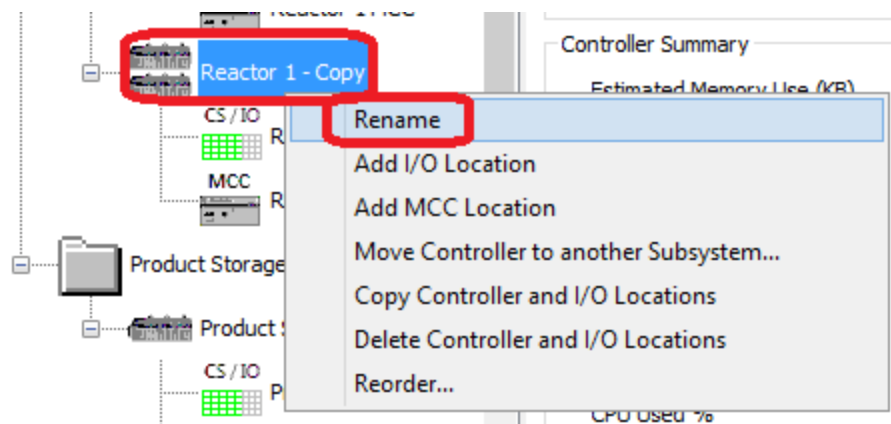 Reactor 1 MCC
Controller Summary
Reactor 1 - Copy
Estimated Memory Use (KB)
CS / IO
R
Rename
Add I/O Location
MCC
R
Add MCC Location
Product Storage
Move Controller to another Subsystem...
Copy Controller and I/O Locations
Product S
Delete Controller and I/O Locations
CS / IO
P
Reorder...
CPU Used %